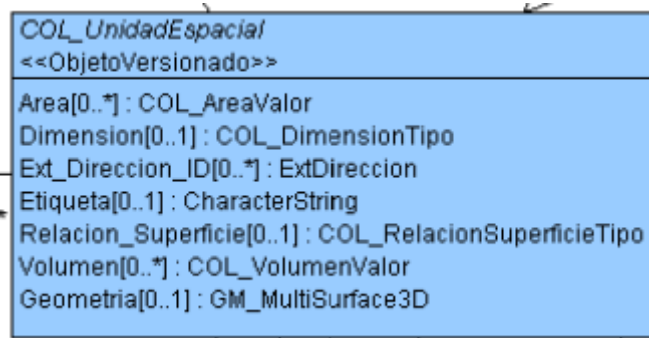 COL_UnidadEspacial
<<ObjetoVersionado>>
Area[0..*] : COL_AreaValor
Dimension[0..1] : COL_DimensionTipo
Ext_Direccion_ID[0..*] : ExtDireccion
Etiqueta[0..1] : CharacterString
Relacion_Superficie[0..1] : COL_RelacionSuperficieTipo
Volumen[0..*] : COL_VolumenValor
Geometria[0..1] : GM_MultiSurface3D